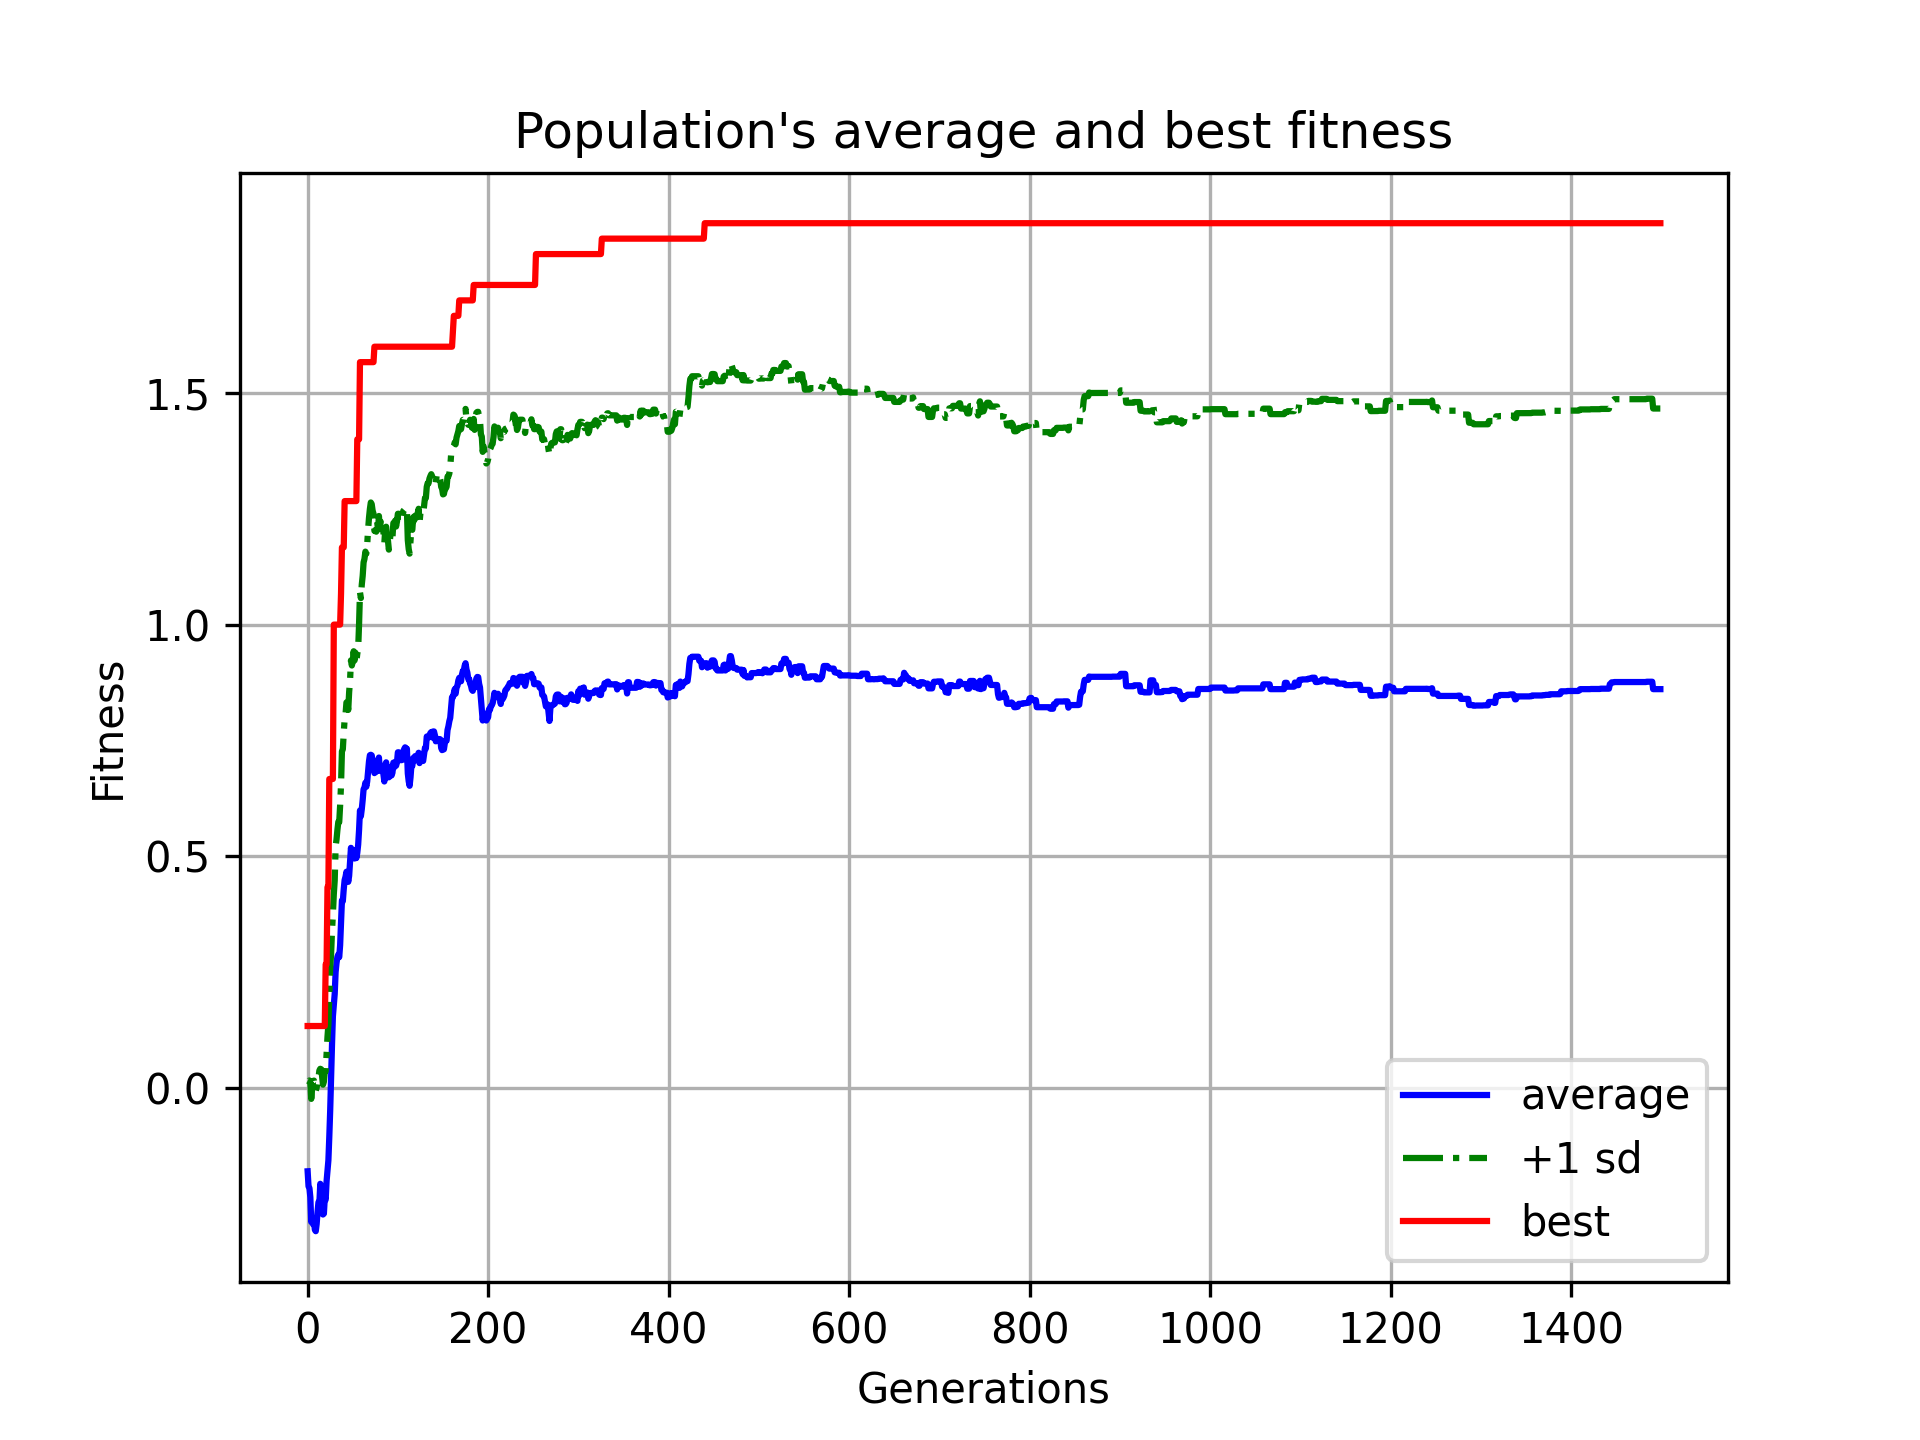 Population's average and best fitness
Fitness
1.5
1.0
0.5
0.0
0 200 400 600 800 1000 1200 1400
Generations
average
+1 sd
best